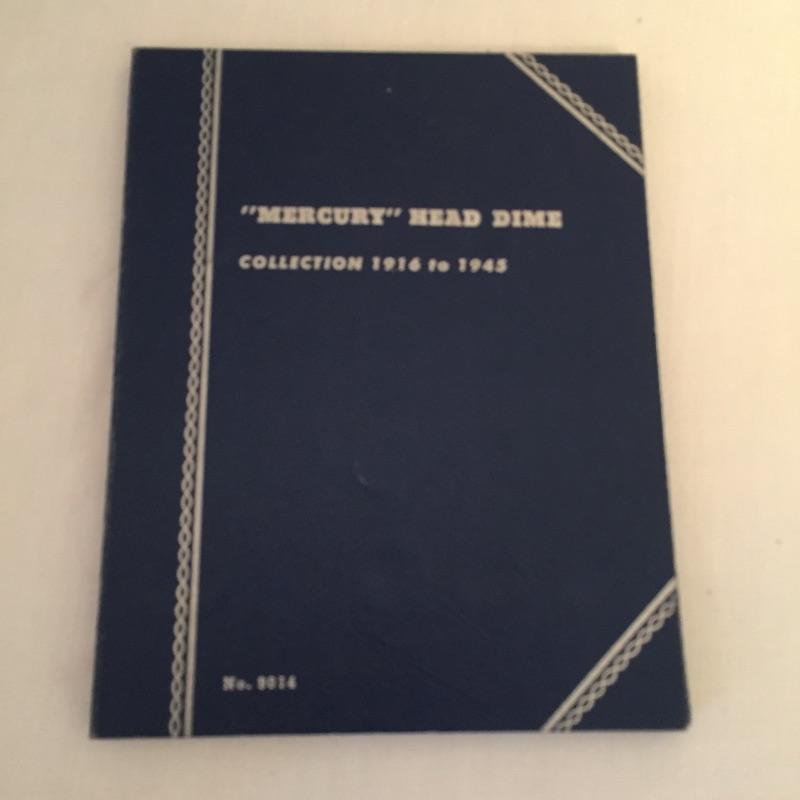 "MERCURY" HEAD DIME
COLLECTION 1916 to 1945
No. 9014